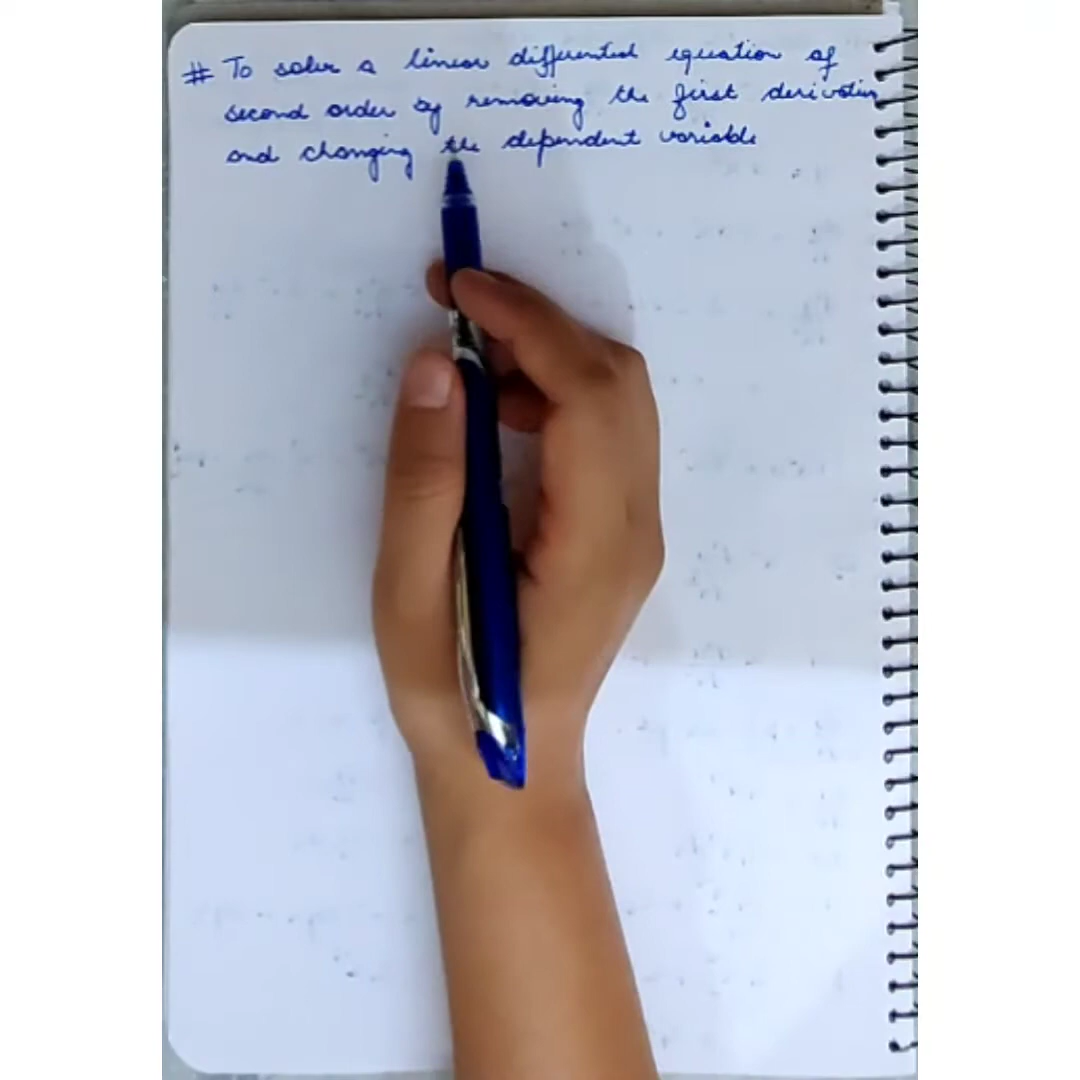 # To solve a linear differential equation of
second order by removing the first derivative
and changing the dependent variable